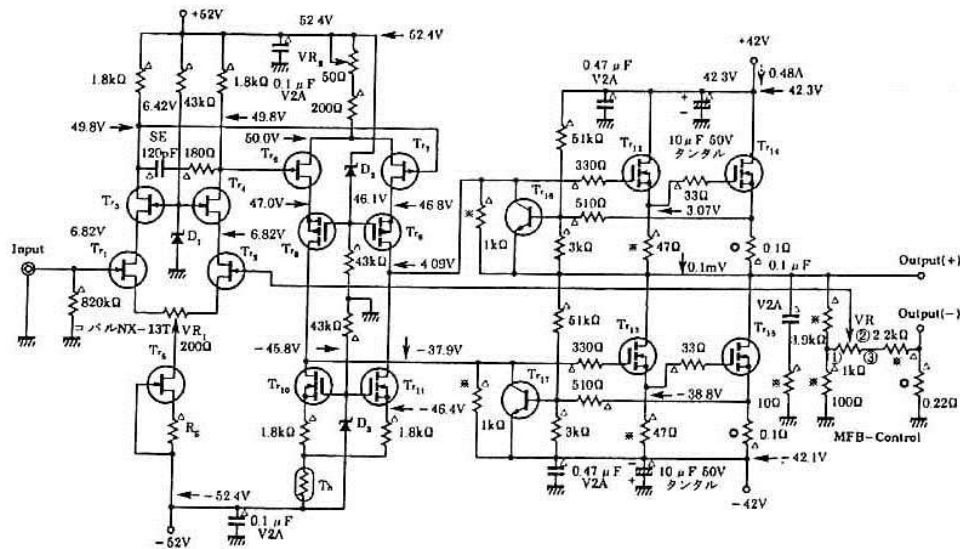 +52V
52.4V
52.4V
1.8kΩ
6.42V
43kΩ
1.8kΩ
0.1μF
V2A
VR₂
50Ω
200Ω
49.8V
49.8V
50.0V
SE
120pF
180Ω
Tr₆
Tr₇
Tr₃
Tr₄
47.0V
D₂
46.1V
46.8V
6.82V
6.82V
D₁
Tr₈
Tr₉
43kΩ
4.09V
Input
Tr₁
Tr₂
820kΩ
コパルNX-13T
VR₁
200Ω
43kΩ
Tr₅
-45.8V
-37.9V
Tr₁₀
Tr₁₁
-46.4V
R₅
1.8kΩ
D₃
1.8kΩ
Th
-52.4V
0.1μF
V2A
-52V
+42V
0.47μF
V2A
42.3V
0.48A
42.3V
51kΩ
Tr₁₂
10μF 50V
タンタル
Tr₁₄
330Ω
33Ω
Tr₁₆
510Ω
3.07V
※
1kΩ
3kΩ
※
47Ω
0.1Ω
0.1mV
0.1μF
Output(+)
Output(-)
51kΩ
Tr₁₃
Tr₁₅
V2A
3.9kΩ
※
VR
②
2.2kΩ
①
1kΩ
③
※
330Ω
33Ω
※
Tr₁₇
510Ω
-38.8V
※
10Ω
※
100Ω
0.22Ω
1kΩ
3kΩ
※
47Ω
0.1Ω
MFB-Control
0.47μF
V2A
10μF 50V
タンタル
-42.1V
-42V